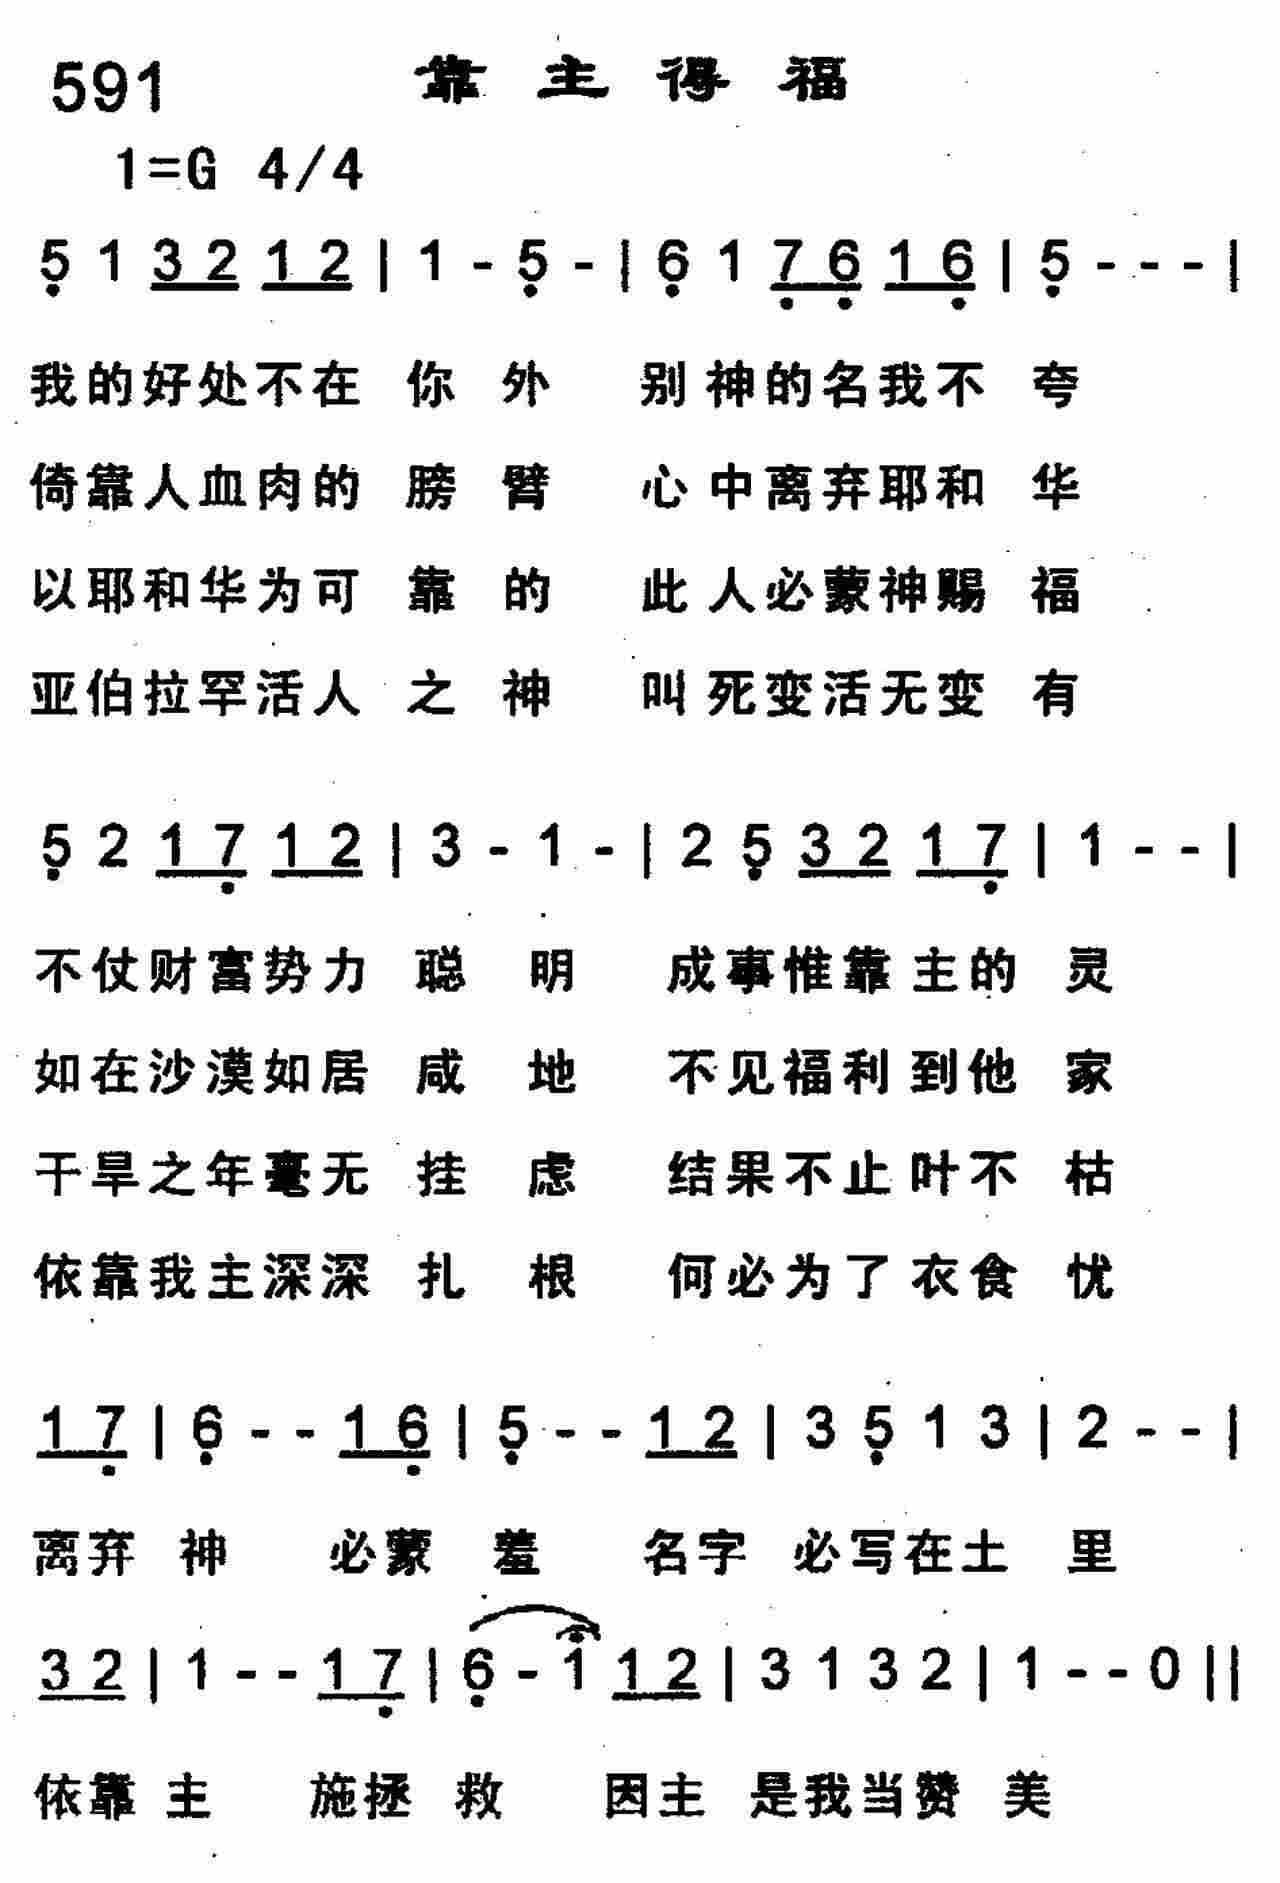 591 靠主得福
1=G 4/4
5 1 3 2 1 2 | 1 - 5 - | 6 1 7 6 1 6 | 5 - - - |
我的好处不在你外 别神的名我不夸
倚靠人血肉的膀臂 心中离弃耶和华
以耶和华为可靠的 此人必蒙神赐福
亚伯拉罕活人之神 叫死变活无变有
5 2 1 7 1 2 | 3 - 1 - | 2 5 3 2 1 7 | 1 - - |
不仗财富势力聪明 成事惟靠主的灵
如在沙漠如居咸地 不见福利到他家
干旱之年毫无挂虑 结果不止叶不枯
依靠我主深深扎根 何必为了衣食忧
1 7 | 6 - - 1 6 | 5 - - 1 2 | 3 5 1 3 | 2 - - |
离弃神 必蒙羞 名字必写在土里
3 2 | 1 - - 1 7 | 6 - 1 1 2 | 3 1 3 2 | 1 - - 0 ||
依靠主 施拯救 因主是我当赞美